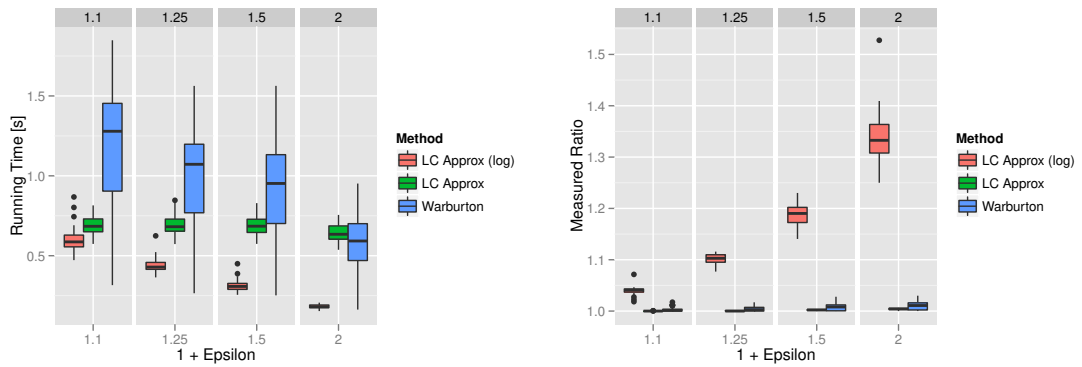 1.1 1.25 1.5 2
Running Time [s]
1.5
1.0
0.5
1.1 1.25 1.5 2
1 + Epsilon
Method
LC Approx (log)
LC Approx
Warburton
1.1 1.25 1.5 2
Measured Ratio
1.5
1.4
1.3
1.2
1.1
1.0
1.1 1.25 1.5 2
1 + Epsilon
Method
LC Approx (log)
LC Approx
Warburton